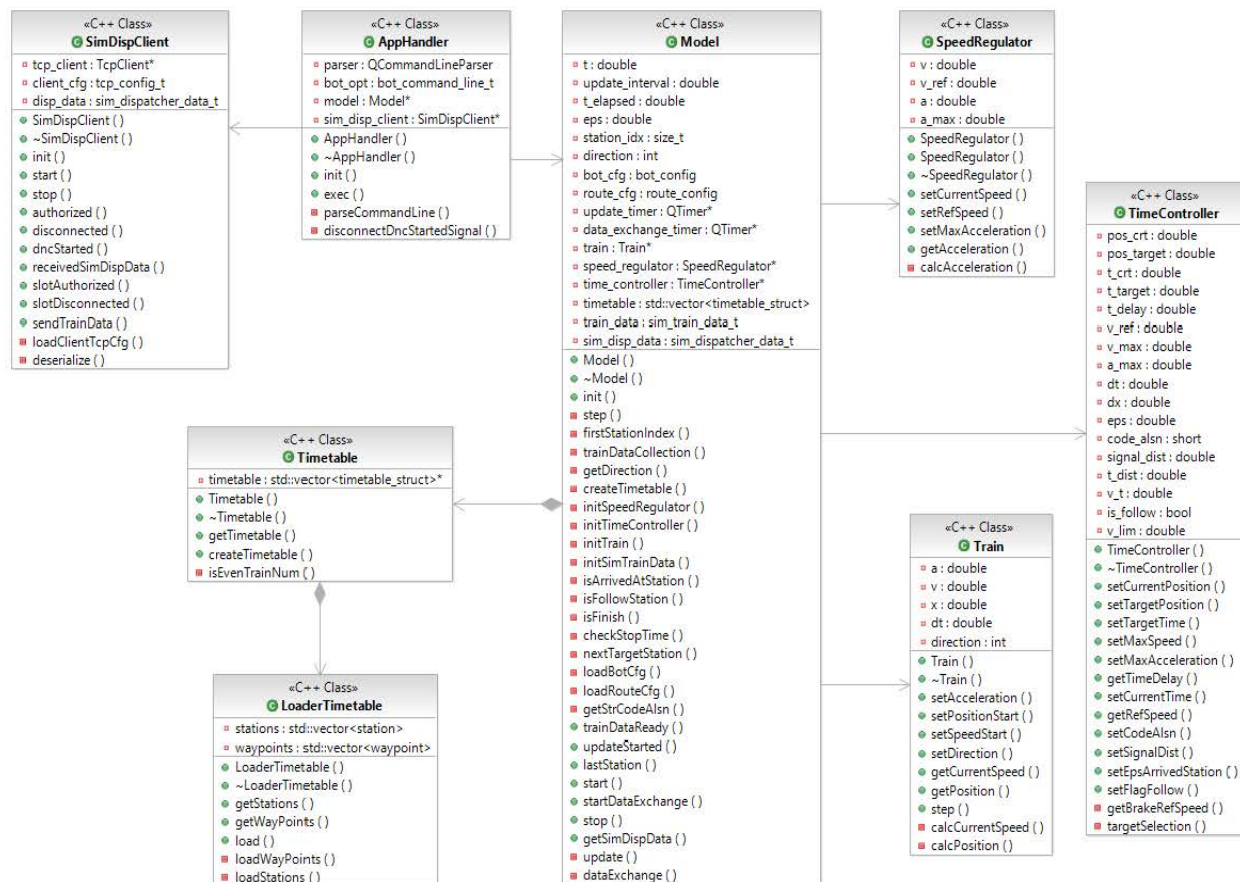 «C++ Class»
SimDispClient
tcp_client : TcpClient*
client_cfg : tcp_config_t
disp_data : sim_dispatcher_data_t
SimDispClient ( )
~SimDispClient ( )
init ( )
start ( )
stop ( )
authorized ( )
disconnected ( )
dncStarted ( )
receivedSimDispData ( )
slotAuthorized ( )
slotDisconnected ( )
sendTrainData ( )
loadClientTcpCfg ( )
deserialize ( )
«C++ Class»
AppHandler
parser : QCommandLineParser
bot_opt : bot_command_line_t
model : Model*
sim_disp_client : SimDispClient*
AppHandler ( )
~AppHandler ( )
init ( )
exec ( )
parseCommandLine ( )
disconnectDncStartedSignal ( )
«C++ Class»
Model
t : double
update_interval : double
t_elapsed : double
eps : double
station_idx : size_t
direction : int
bot_cfg : bot_config
route_cfg : route_config
update_timer : QTimer*
data_exchange_timer : QTimer*
train : Train*
speed_regulator : SpeedRegulator*
time_controller : TimeController*
timetable : std::vector<timetable_struct>
train_data : sim_train_data_t
sim_disp_data : sim_dispatcher_data_t
Model ( )
~Model ( )
init ( )
step ( )
firstStationIndex ( )
trainDataCollection ( )
getDirection ( )
createTimetable ( )
initSpeedRegulator ( )
initTimeController ( )
initTrain ( )
initSimTrainData ( )
isArrivedAtStation ( )
isFollowStation ( )
isFinish ( )
checkStopTime ( )
nextTargetStation ( )
loadBotCfg ( )
loadRouteCfg ( )
getStrCodeAlsn ( )
trainDataReady ( )
updateStarted ( )
lastStation ( )
start ( )
startDataExchange ( )
stop ( )
getSimDispData ( )
update ( )
dataExchange ( )
«C++ Class»
SpeedRegulator
v : double
v_ref : double
a : double
a_max : double
SpeedRegulator ( )
SpeedRegulator ( )
~SpeedRegulator ( )
setCurrentSpeed ( )
setRefSpeed ( )
setMaxAcceleration ( )
getAcceleration ( )
calcAcceleration ( )
«C++ Class»
TimeController
pos_crt : double
pos_target : double
t_crt : double
t_target : double
t_delay : double
v_ref : double
v_max : double
a_max : double
dt : double
dx : double
eps : double
code_alsn : short
signal_dist : double
t_dist : double
v_t : double
is_follow : bool
v_lim : double
TimeController ( )
~TimeController ( )
setCurrentPosition ( )
setTargetPosition ( )
setTargetTime ( )
setMaxSpeed ( )
setMaxAcceleration ( )
getTimeDelay ( )
setCurrentTime ( )
getRefSpeed ( )
setCodeAlsn ( )
setSignalDist ( )
setEpsArrivedStation ( )
setFlagFollow ( )
getBrakeRefSpeed ( )
targetSelection ( )
«C++ Class»
Timetable
timetable : std::vector<timetable_struct>*
Timetable ( )
~Timetable ( )
getTimetable ( )
createTimetable ( )
isEvenTrainNum ( )
«C++ Class»
Train
a : double
v : double
x : double
dt : double
direction : int
Train ( )
~Train ( )
setAcceleration ( )
setPositionStart ( )
setSpeedStart ( )
setDirection ( )
getCurrentSpeed ( )
getPosition ( )
step ( )
calcCurrentSpeed ( )
calcPosition ( )
«C++ Class»
LoaderTimetable
stations : std::vector<station>
waypoints : std::vector<waypoint>
LoaderTimetable ( )
~LoaderTimetable ( )
getStations ( )
getWayPoints ( )
load ( )
loadWayPoints ( )
loadStations ( )